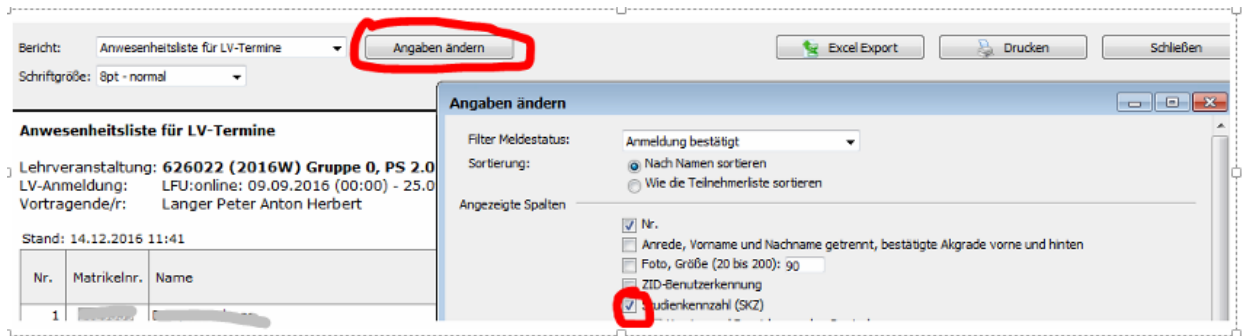 Bericht: Anwesenheitsliste für LV-Termine Angaben ändern Excel Export Drucken Schließen
Schriftgröße: 8pt - normal
Anwesenheitsliste für LV-Termine
Lehrveranstaltung: 626022 (2016W) Gruppe 0, PS 2.0
LV-Anmeldung: LFU:online: 09.09.2016 (00:00) - 25.0
Vortragende/r: Langer Peter Anton Herbert
Stand: 14.12.2016 11:41
Nr. Matrikelnr. Name
1
Angaben ändern
Filter Meldestatus: Anmeldung bestätigt
Sortierung: Nach Namen sortieren
Wie die Teilnehmerliste sortieren
Angezeigte Spalten
Nr.
Anrede, Vorname und Nachname getrennt, bestätigte Akgrade vorne und hinten
Foto, Größe (20 bis 200): 90
ZID-Benutzerkennung
Studienkennzahl (SKZ)